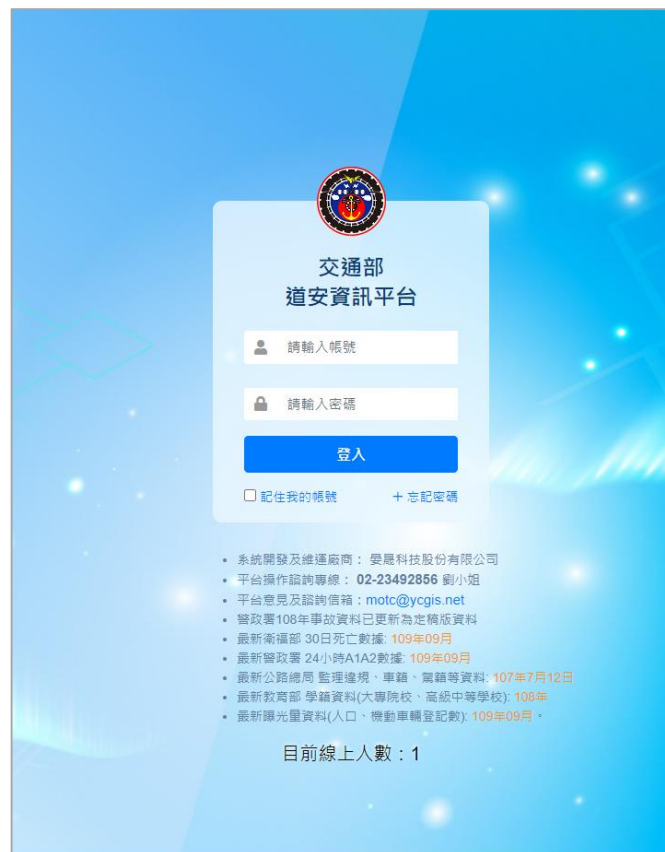 交通部
道安資訊平台
請輸入帳號
請輸入密碼
登入
記住我的帳號 ＋忘記密碼
系統開發及維運廠商： 晏晟科技股份有限公司
平台操作諮詢專線： 02-23492856 劉小姐
平台意見及諮詢信箱：motc@ycgis.net
警政署108年事故資料已更新為定稿版資料
最新衛福部 30日死亡數據: 109年09月
最新警政署 24小時A1A2數據: 109年09月
最新公路總局 監理違規、車籍、駕籍等資料: 107年7月12日
最新教育部 學籍資料(大專院校、高級中等學校): 108年
最新曝光量資料(人口、機動車輛登記數): 109年09月。
目前線上人數：1